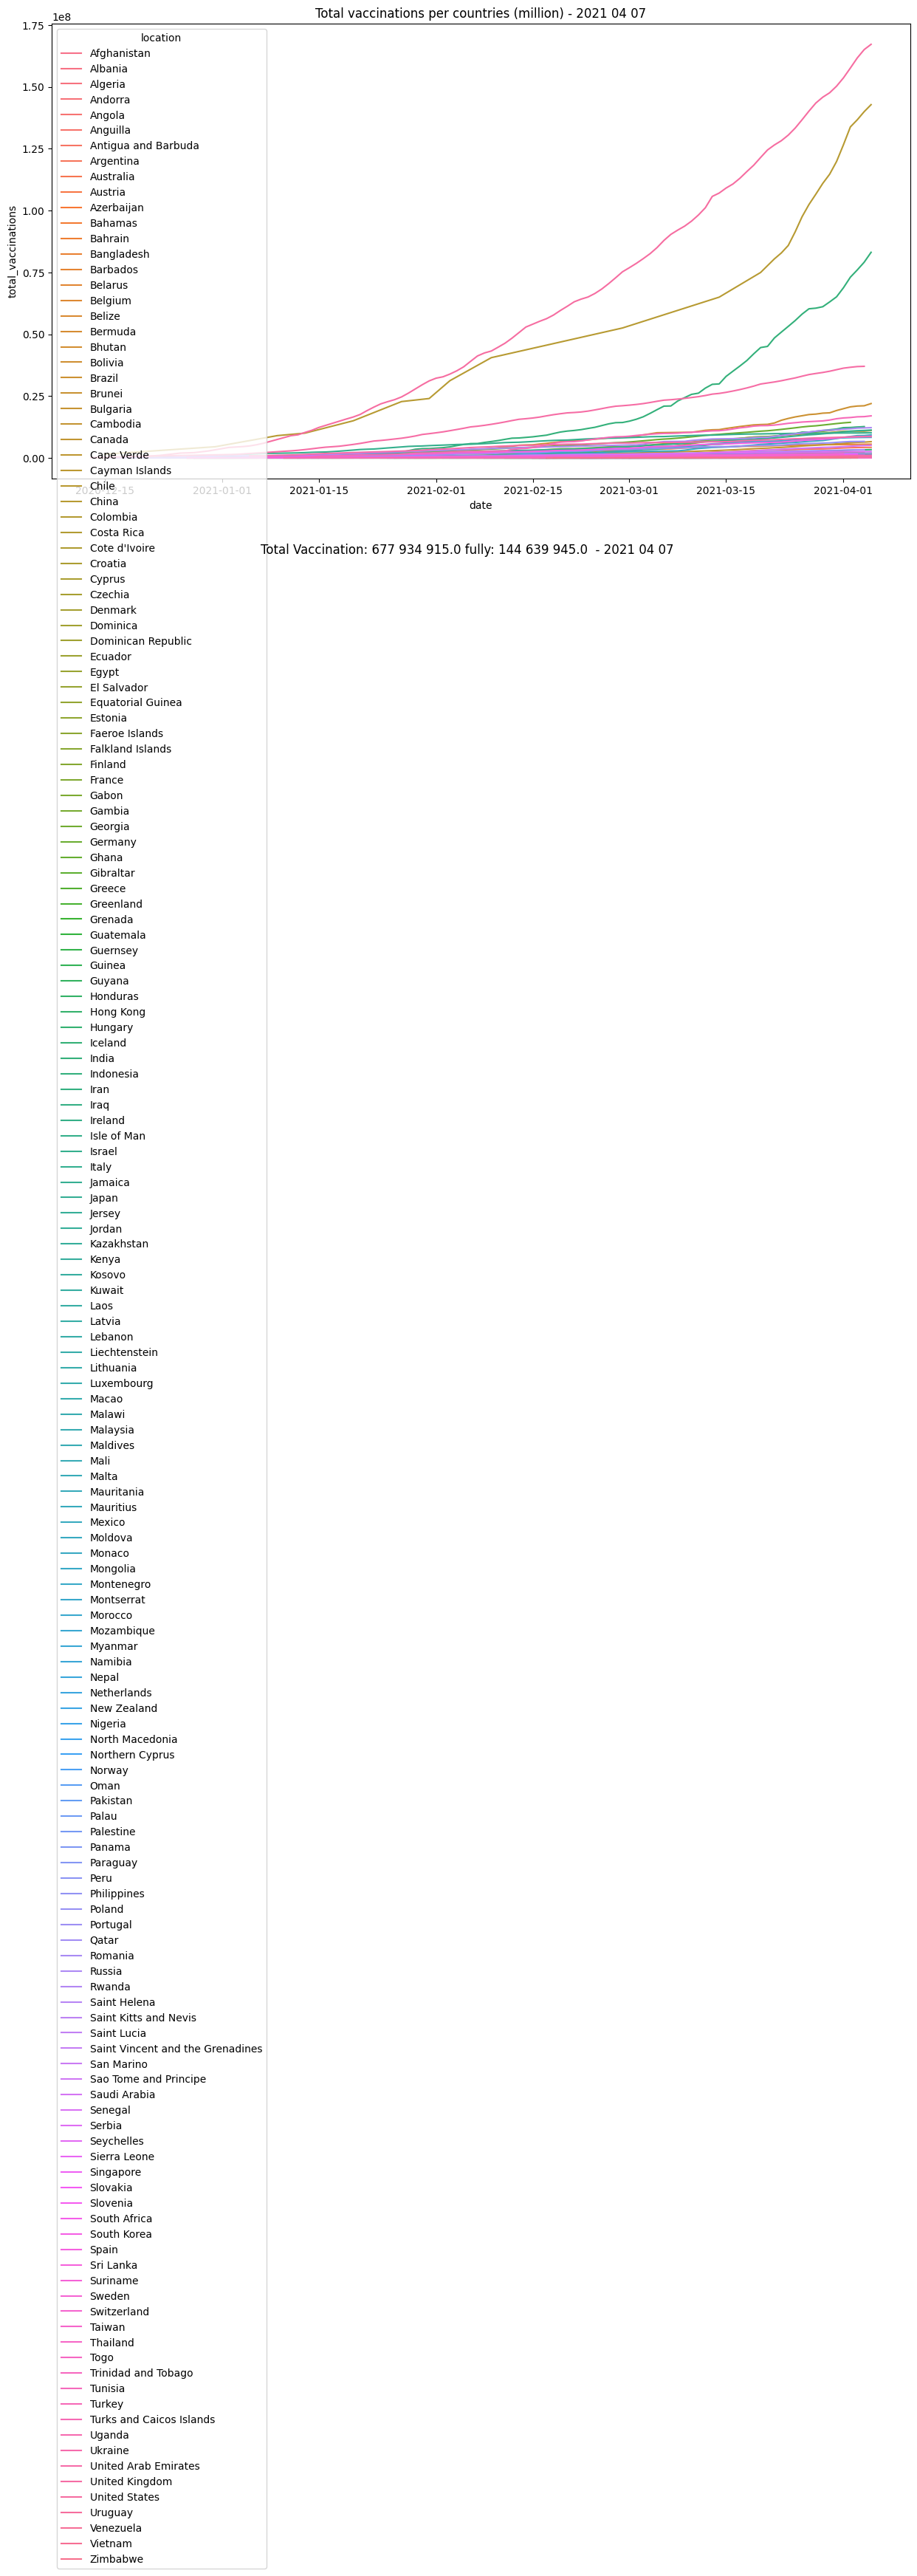 Total vaccinations per countries (million) - 2021 04 07
1e8
1.75
1.50
1.25
1.00
0.75
0.50
0.25
0.00
total_vaccinations
2020-12-15
2021-01-01
2021-01-15
2021-02-01
2021-02-15
2021-03-01
2021-03-15
2021-04-01
date
Total Vaccination: 677 934 915.0 fully: 144 639 945.0  - 2021 04 07
location
Afghanistan
Albania
Algeria
Andorra
Angola
Anguilla
Antigua and Barbuda
Argentina
Australia
Austria
Azerbaijan
Bahamas
Bahrain
Bangladesh
Barbados
Belarus
Belgium
Belize
Bermuda
Bhutan
Bolivia
Brazil
Brunei
Bulgaria
Cambodia
Canada
Cape Verde
Cayman Islands
Chile
China
Colombia
Costa Rica
Cote d'Ivoire
Croatia
Cyprus
Czechia
Denmark
Dominica
Dominican Republic
Ecuador
Egypt
El Salvador
Equatorial Guinea
Estonia
Faeroe Islands
Falkland Islands
Finland
France
Gabon
Gambia
Georgia
Germany
Ghana
Gibraltar
Greece
Greenland
Grenada
Guatemala
Guernsey
Guinea
Guyana
Honduras
Hong Kong
Hungary
Iceland
India
Indonesia
Iran
Iraq
Ireland
Isle of Man
Israel
Italy
Jamaica
Japan
Jersey
Jordan
Kazakhstan
Kenya
Kosovo
Kuwait
Laos
Latvia
Lebanon
Liechtenstein
Lithuania
Luxembourg
Macao
Malawi
Malaysia
Maldives
Mali
Malta
Mauritania
Mauritius
Mexico
Moldova
Monaco
Mongolia
Montenegro
Montserrat
Morocco
Mozambique
Myanmar
Namibia
Nepal
Netherlands
New Zealand
Nigeria
North Macedonia
Northern Cyprus
Norway
Oman
Pakistan
Palau
Palestine
Panama
Paraguay
Peru
Philippines
Poland
Portugal
Qatar
Romania
Russia
Rwanda
Saint Helena
Saint Kitts and Nevis
Saint Lucia
Saint Vincent and the Grenadines
San Marino
Sao Tome and Principe
Saudi Arabia
Senegal
Serbia
Seychelles
Sierra Leone
Singapore
Slovakia
Slovenia
South Africa
South Korea
Spain
Sri Lanka
Suriname
Sweden
Switzerland
Taiwan
Thailand
Togo
Trinidad and Tobago
Tunisia
Turkey
Turks and Caicos Islands
Uganda
Ukraine
United Arab Emirates
United Kingdom
United States
Uruguay
Venezuela
Vietnam
Zimbabwe